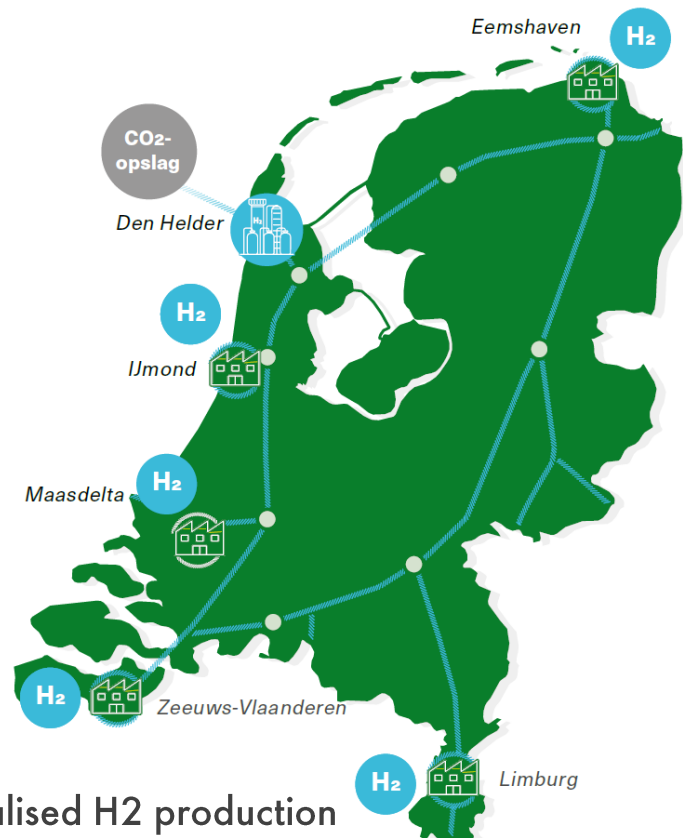 Eemshaven
H₂
CO₂-
opslag
Den Helder
H₂
H₂
IJmond
H₂
Maasdelta
H₂
Zeeuws-Vlaanderen
H₂
Limburg
alised H2 production